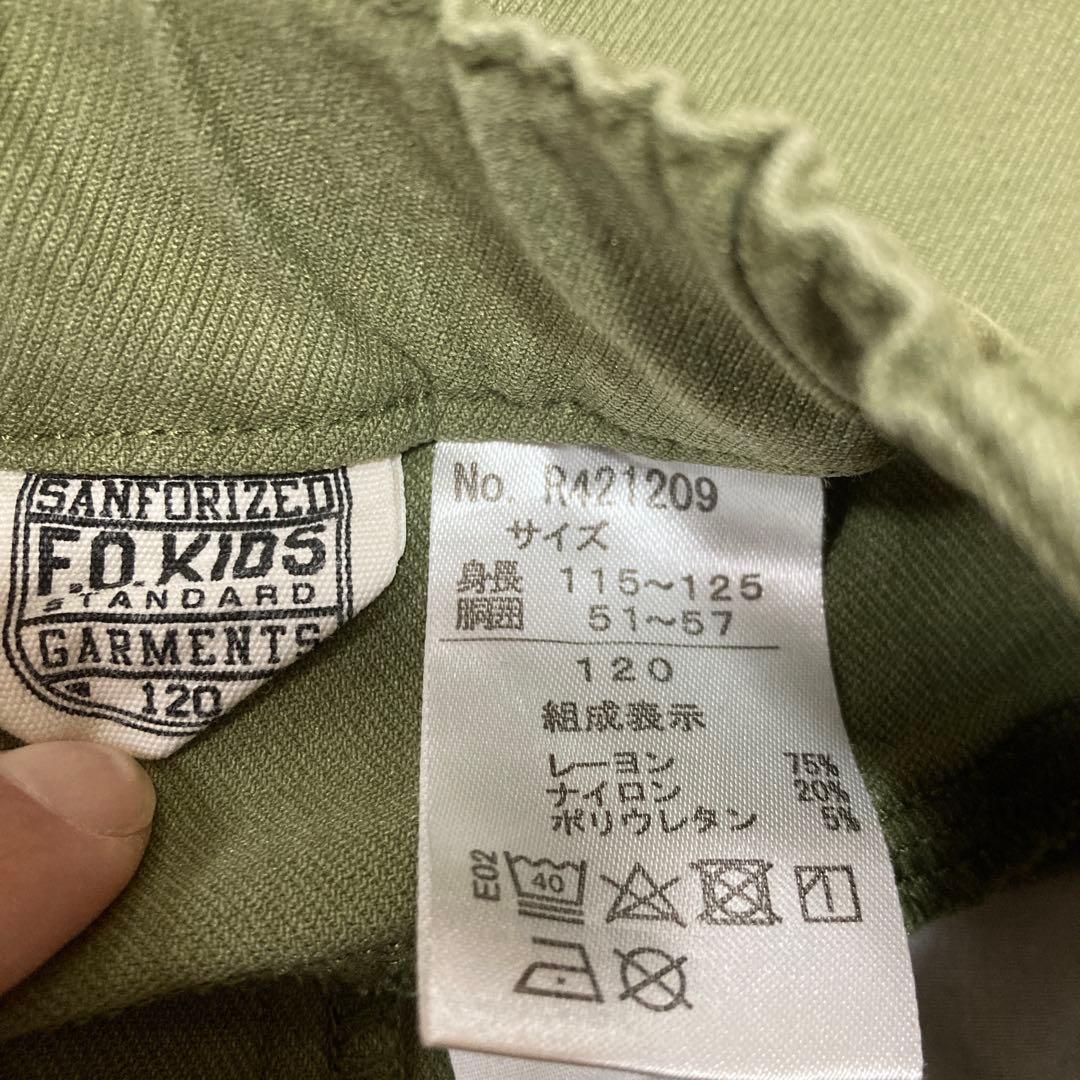 SANFORIZED
F.O.KIDS
STANDARD
GARMENTS
120
No. R421209
サイズ
身長 115～125
胴囲 51～57
120
組成表示
レーヨン 75%
ナイロン 20%
ポリウレタン 5%
E02
40